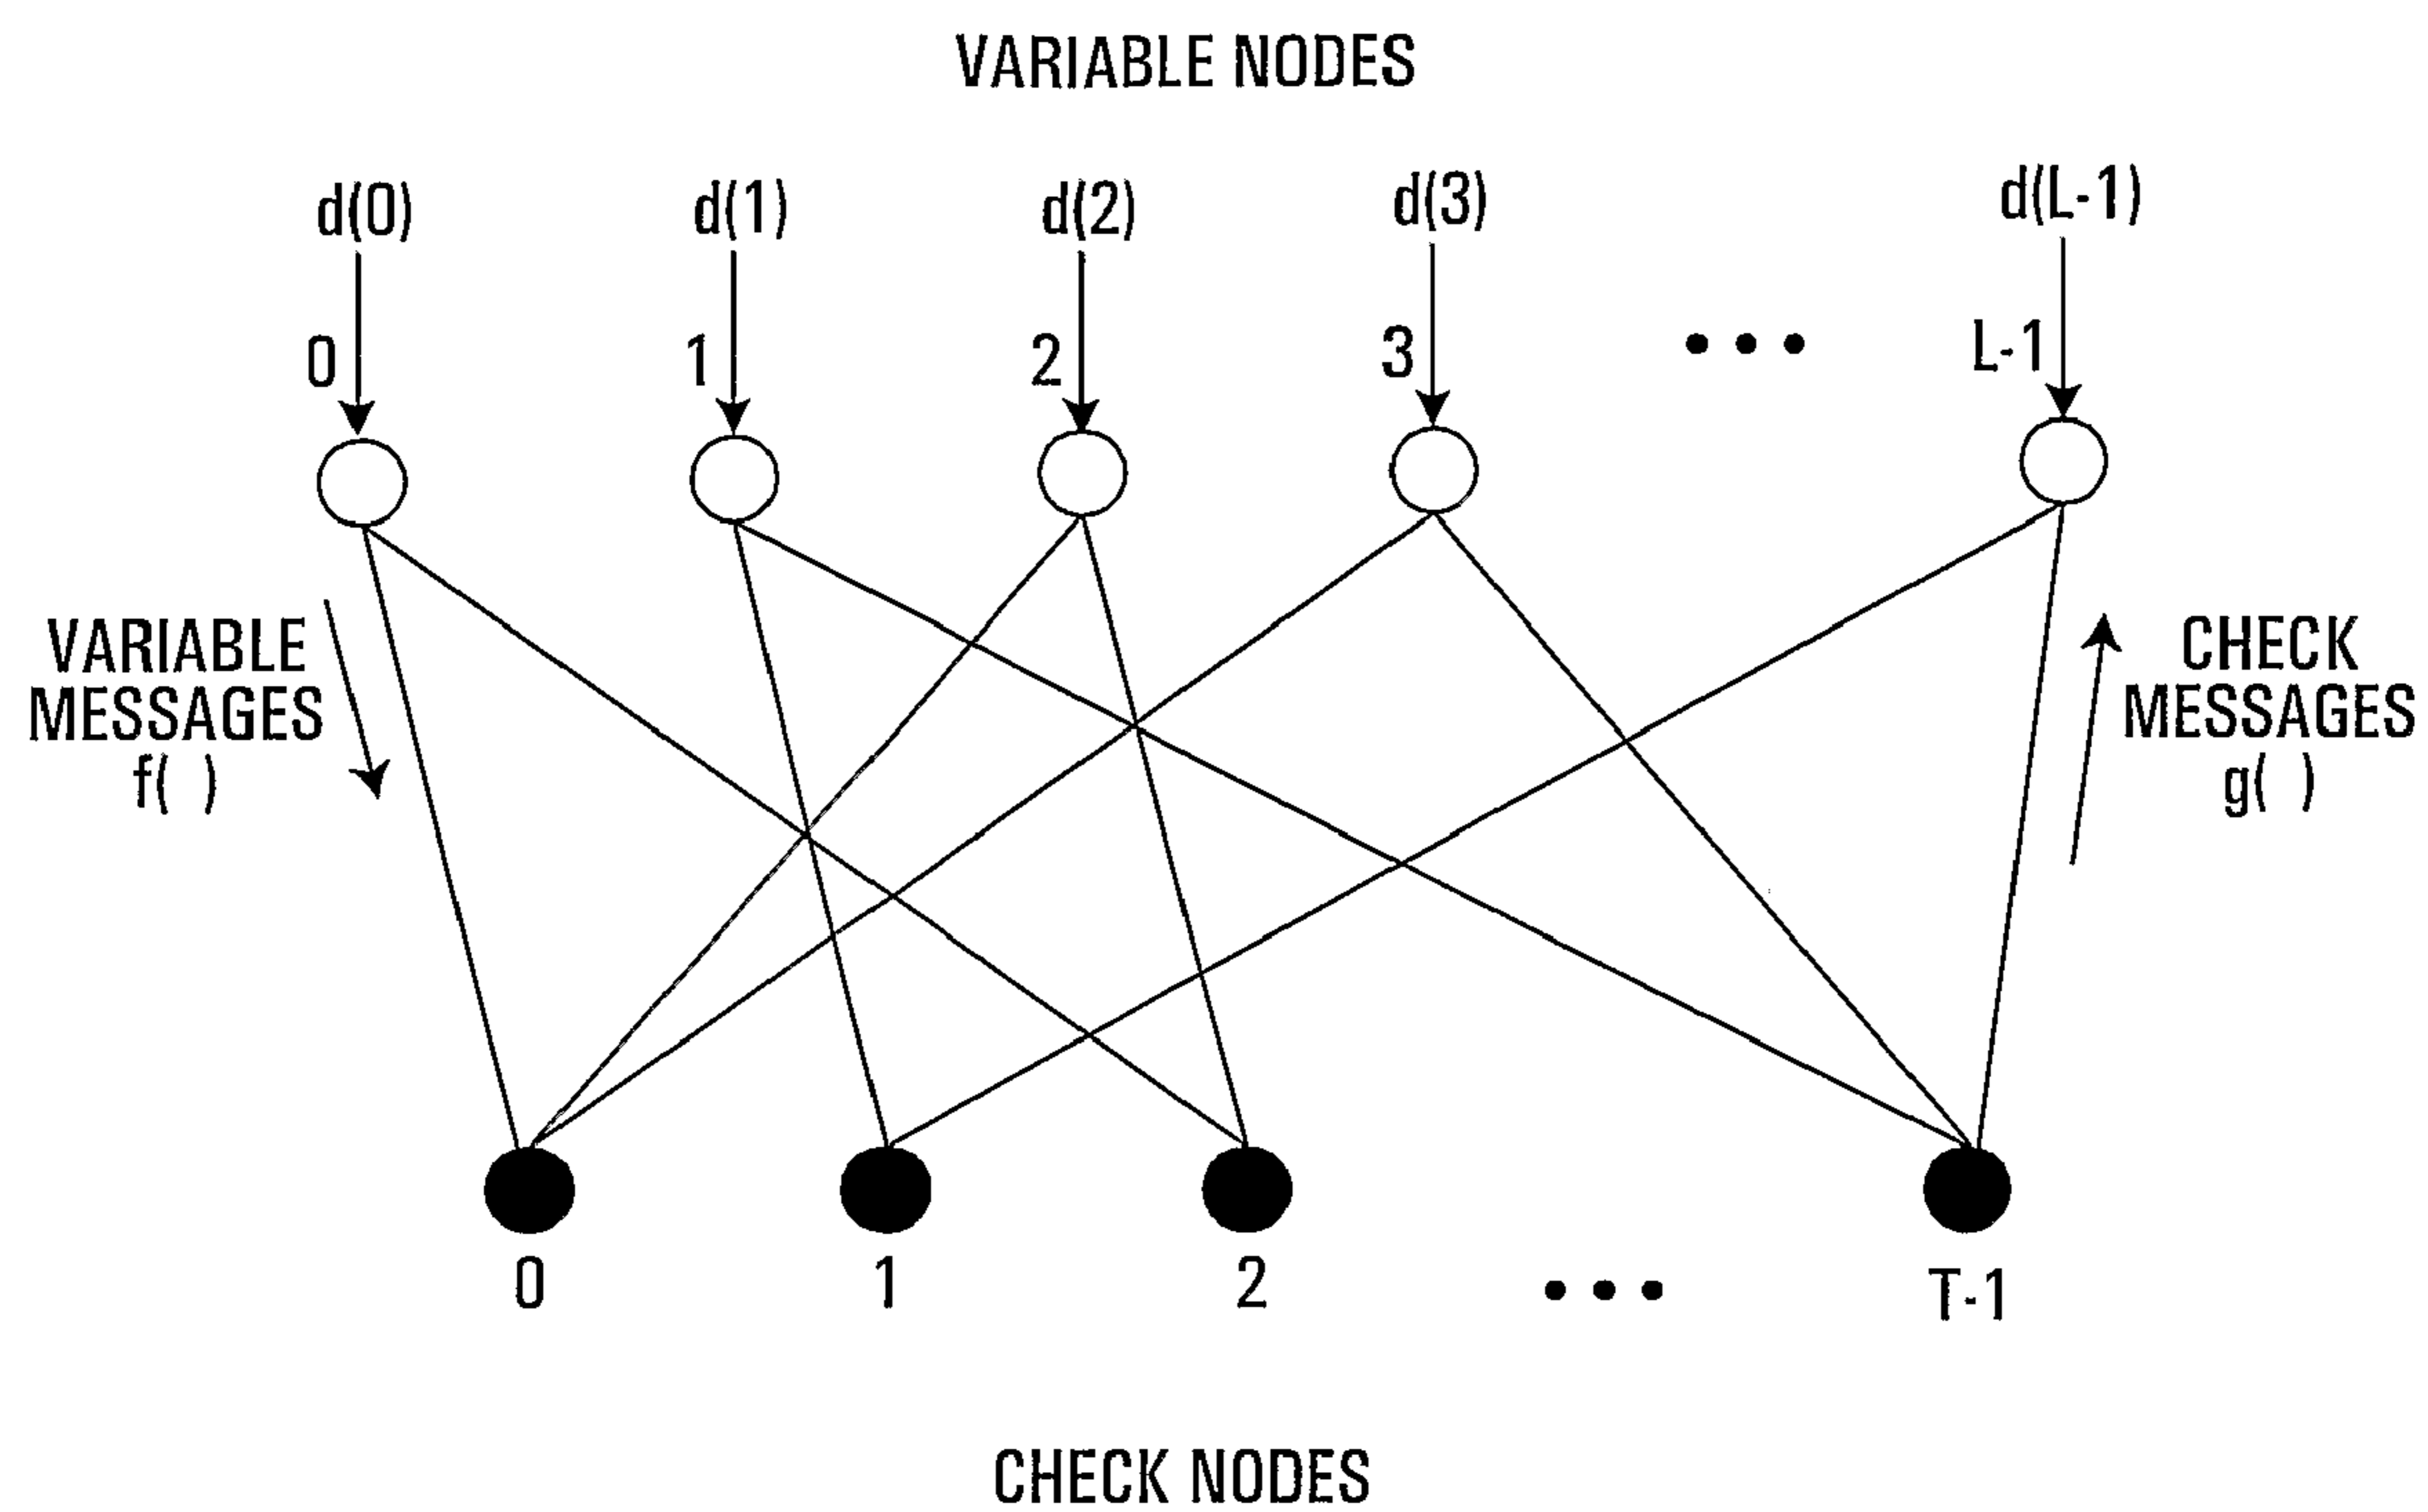 VARIABLE NODES
d(0) d(1) d(2) d(3) d(L-1)
0 1 2 3 ••• L-1
VARIABLE
MESSAGES
f( )
CHECK
MESSAGES
g( )
0 1 2 ••• T-1
CHECK NODES